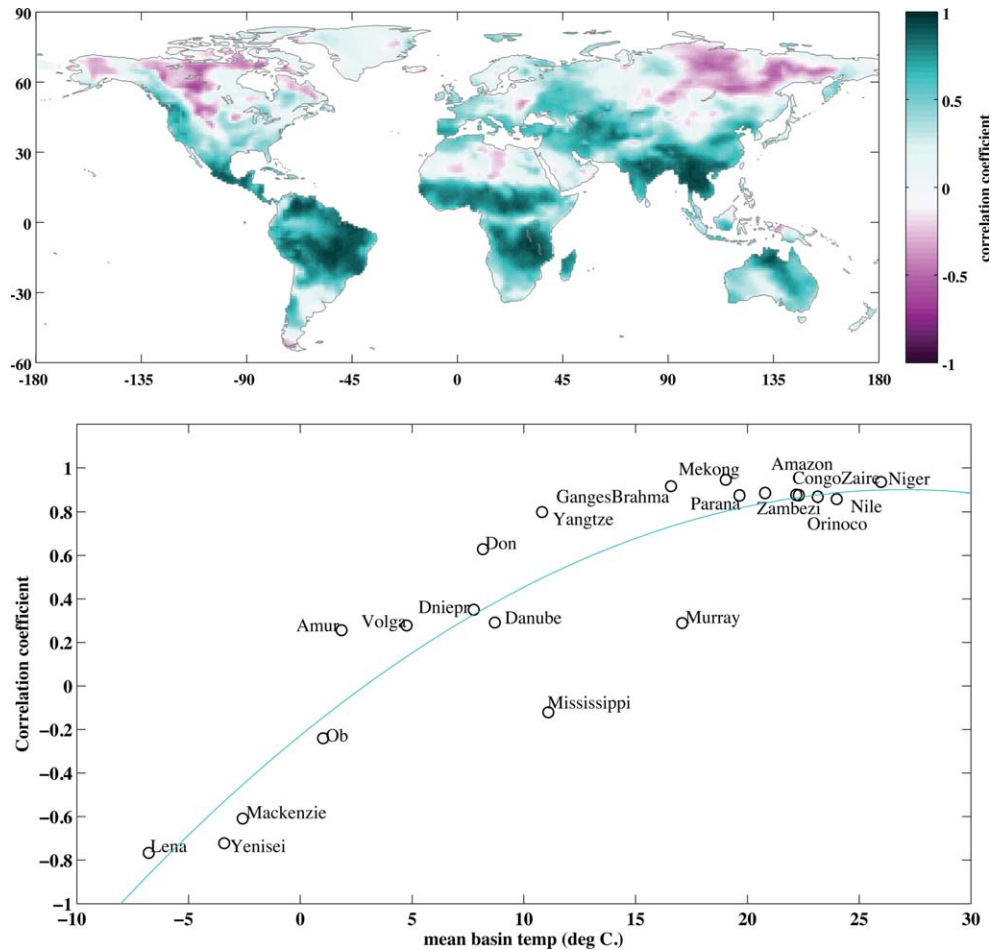 90
60
30
0
-30
-60
-180
-135
-90
-45
0
45
90
135
180
1
0.5
0
-0.5
-1
correlation coefficient
1
0.8
0.6
0.4
0.2
0
−0.2
−0.4
−0.6
−0.8
−1
Correlation coefficient
Mekong
Amazon
GangesBrahma
CongoZaire
Niger
Parana
Zambezi
Nile
Yangtze
Orinoco
Don
Dniepr
Danube
Volga
Amur
Murray
Mississippi
Ob
Mackenzie
Lena
Yenisei
−10
−5
0
5
10
15
20
25
30
mean basin temp (deg C.)